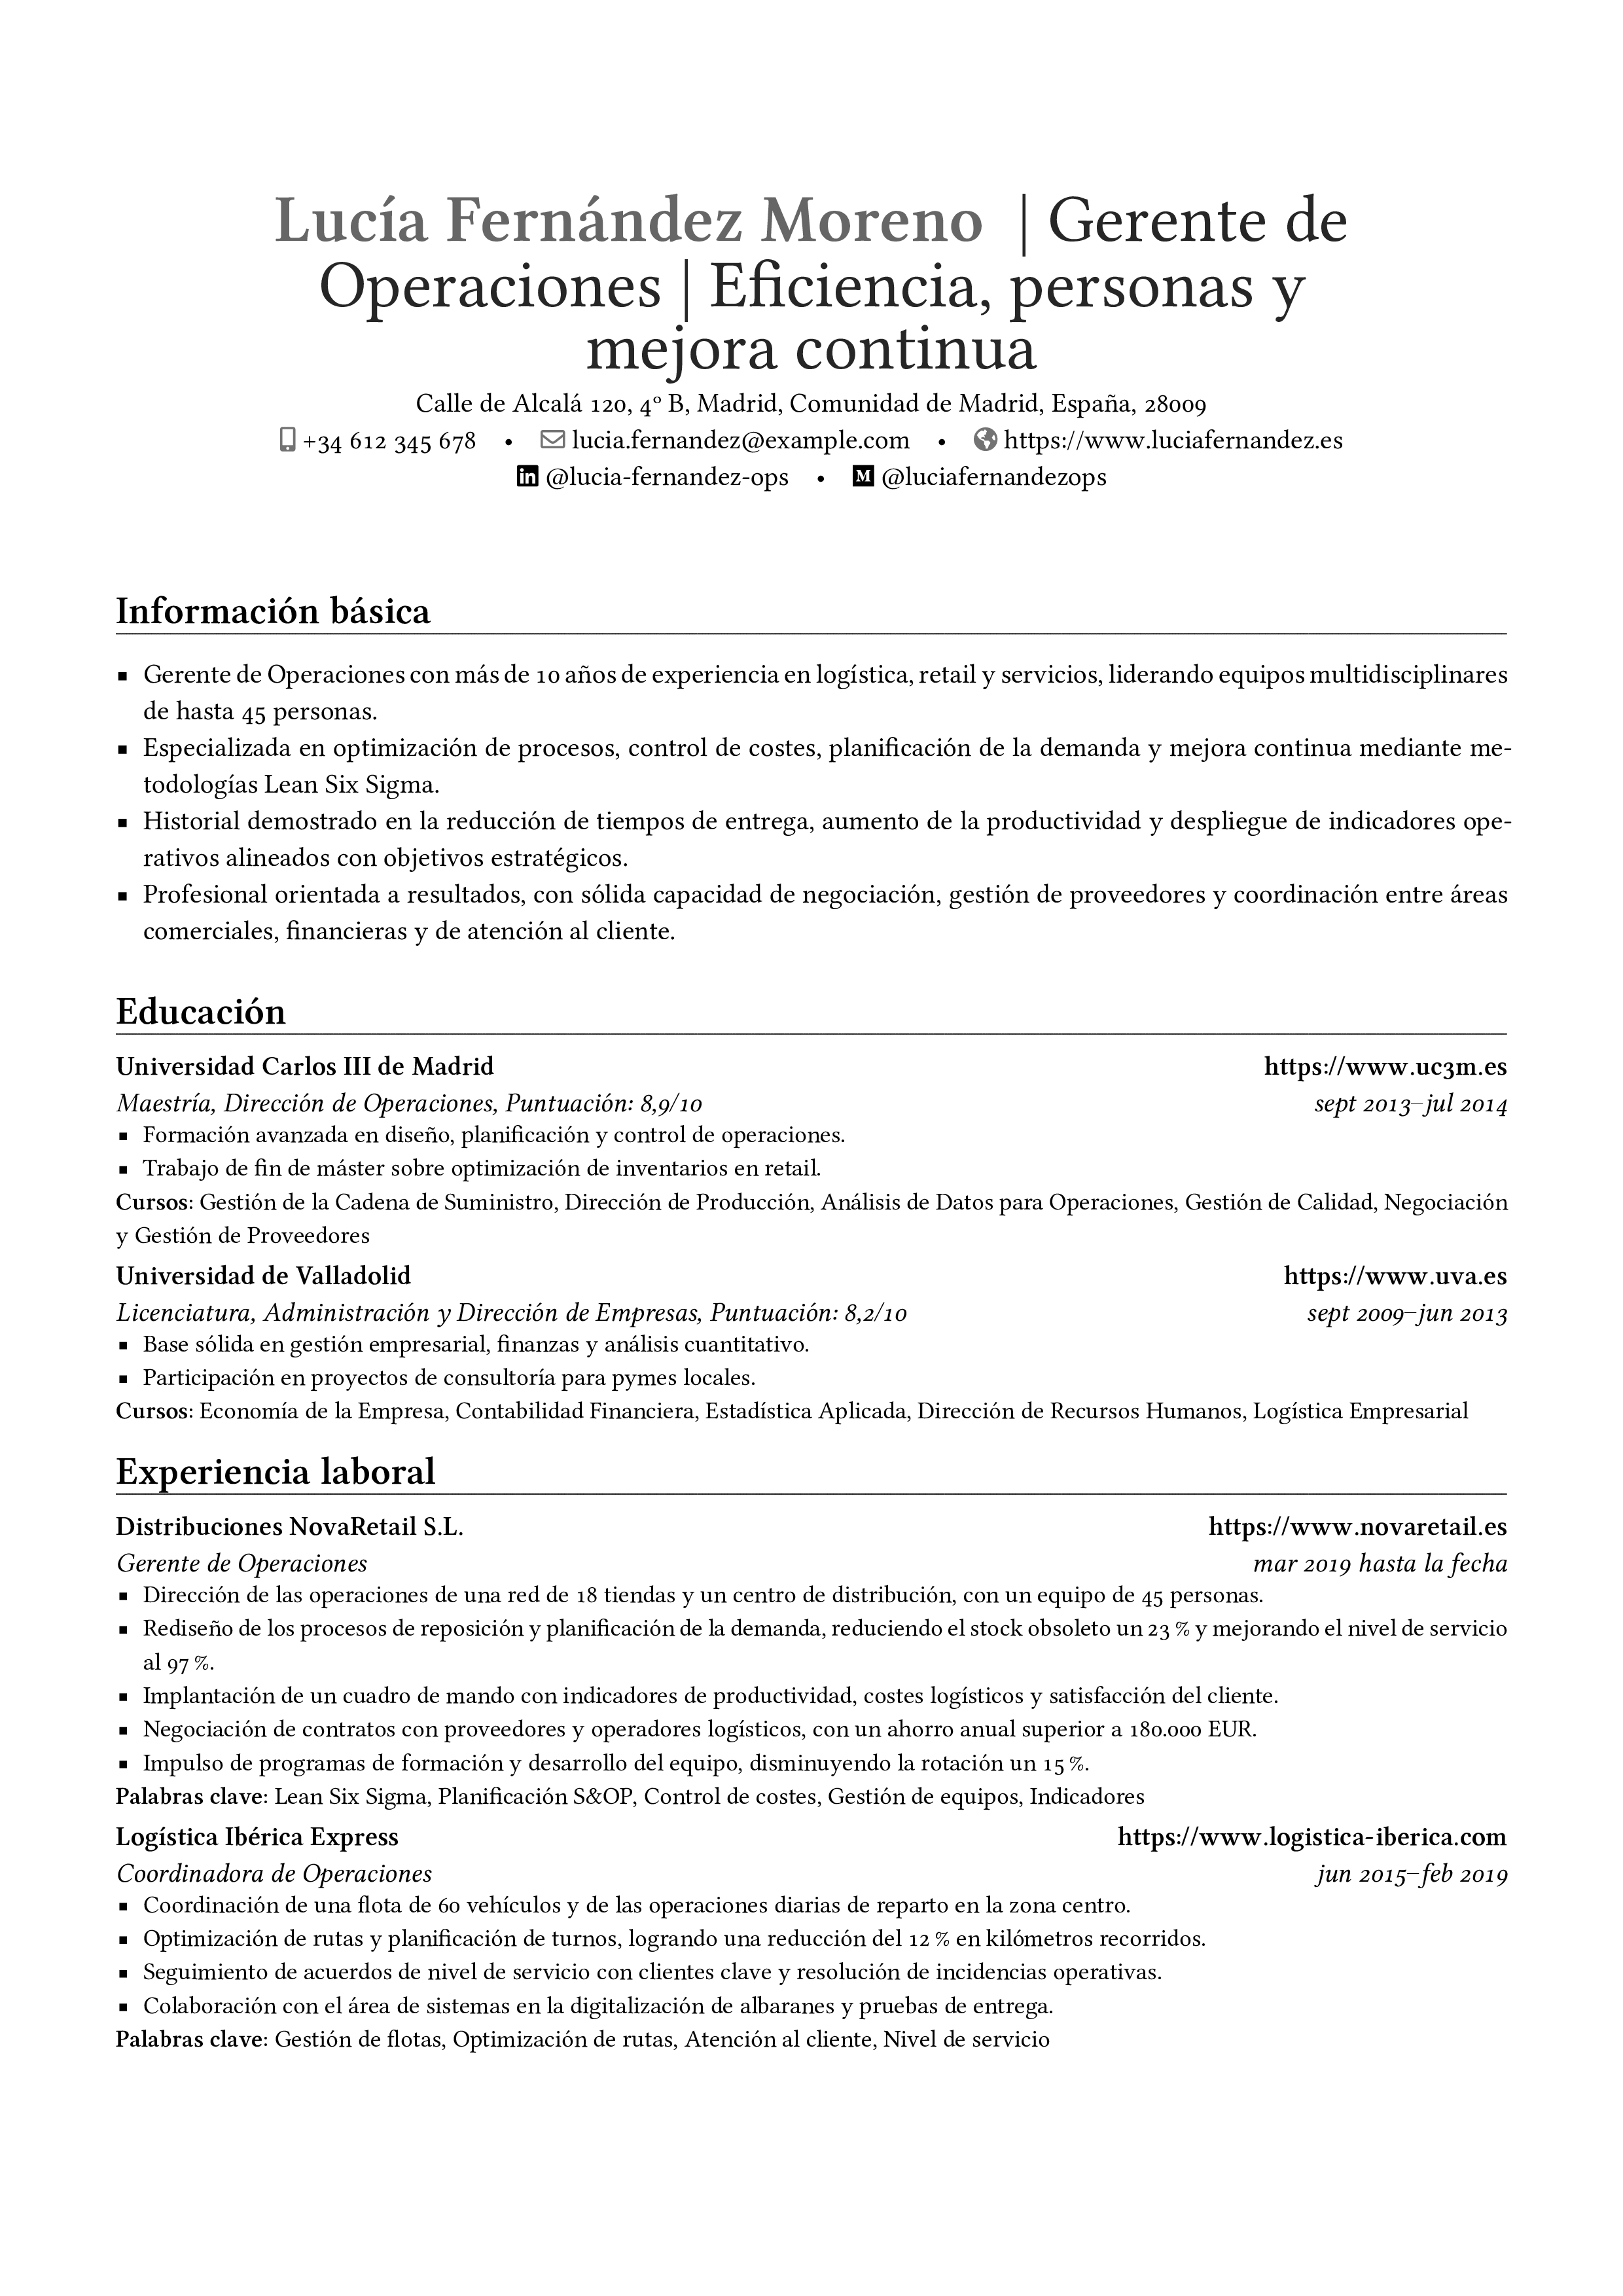 Lucía Fernández Moreno | Gerente de
Operaciones | Eficiencia, personas y
mejora continua
Calle de Alcalá 120, 4º B, Madrid, Comunidad de Madrid, España, 28009
+34 612 345 678 • lucia.fernandez@example.com • https://www.luciafernandez.es
@lucia-fernandez-ops • @luciafernandezops
Información básica
▪ Gerente de Operaciones con más de 10 años de experiencia en logística, retail y servicios, liderando equipos multidisciplinares
de hasta 45 personas.
▪ Especializada en optimización de procesos, control de costes, planificación de la demanda y mejora continua mediante me-
todologías Lean Six Sigma.
▪ Historial demostrado en la reducción de tiempos de entrega, aumento de la productividad y despliegue de indicadores ope-
rativos alineados con objetivos estratégicos.
▪ Profesional orientada a resultados, con sólida capacidad de negociación, gestión de proveedores y coordinación entre áreas
comerciales, financieras y de atención al cliente.
Educación
Universidad Carlos III de Madrid https://www.uc3m.es
Maestría, Dirección de Operaciones, Puntuación: 8,9/10 sept 2013–jul 2014
▪ Formación avanzada en diseño, planificación y control de operaciones.
▪ Trabajo de fin de máster sobre optimización de inventarios en retail.
Cursos: Gestión de la Cadena de Suministro, Dirección de Producción, Análisis de Datos para Operaciones, Gestión de Calidad, Negociación
y Gestión de Proveedores
Universidad de Valladolid https://www.uva.es
Licenciatura, Administración y Dirección de Empresas, Puntuación: 8,2/10 sept 2009–jun 2013
▪ Base sólida en gestión empresarial, finanzas y análisis cuantitativo.
▪ Participación en proyectos de consultoría para pymes locales.
Cursos: Economía de la Empresa, Contabilidad Financiera, Estadística Aplicada, Dirección de Recursos Humanos, Logística Empresarial
Experiencia laboral
Distribuciones NovaRetail S.L. https://www.novaretail.es
Gerente de Operaciones mar 2019 hasta la fecha
▪ Dirección de las operaciones de una red de 18 tiendas y un centro de distribución, con un equipo de 45 personas.
▪ Rediseño de los procesos de reposición y planificación de la demanda, reduciendo el stock obsoleto un 23 % y mejorando el nivel de servicio
al 97 %.
▪ Implantación de un cuadro de mando con indicadores de productividad, costes logísticos y satisfacción del cliente.
▪ Negociación de contratos con proveedores y operadores logísticos, con un ahorro anual superior a 180.000 EUR.
▪ Impulso de programas de formación y desarrollo del equipo, disminuyendo la rotación un 15 %.
Palabras clave: Lean Six Sigma, Planificación S&OP, Control de costes, Gestión de equipos, Indicadores
Logística Ibérica Express https://www.logistica-iberica.com
Coordinadora de Operaciones jun 2015–feb 2019
▪ Coordinación de una flota de 60 vehículos y de las operaciones diarias de reparto en la zona centro.
▪ Optimización de rutas y planificación de turnos, logrando una reducción del 12 % en kilómetros recorridos.
▪ Seguimiento de acuerdos de nivel de servicio con clientes clave y resolución de incidencias operativas.
▪ Colaboración con el área de sistemas en la digitalización de albaranes y pruebas de entrega.
Palabras clave: Gestión de flotas, Optimización de rutas, Atención al cliente, Nivel de servicio